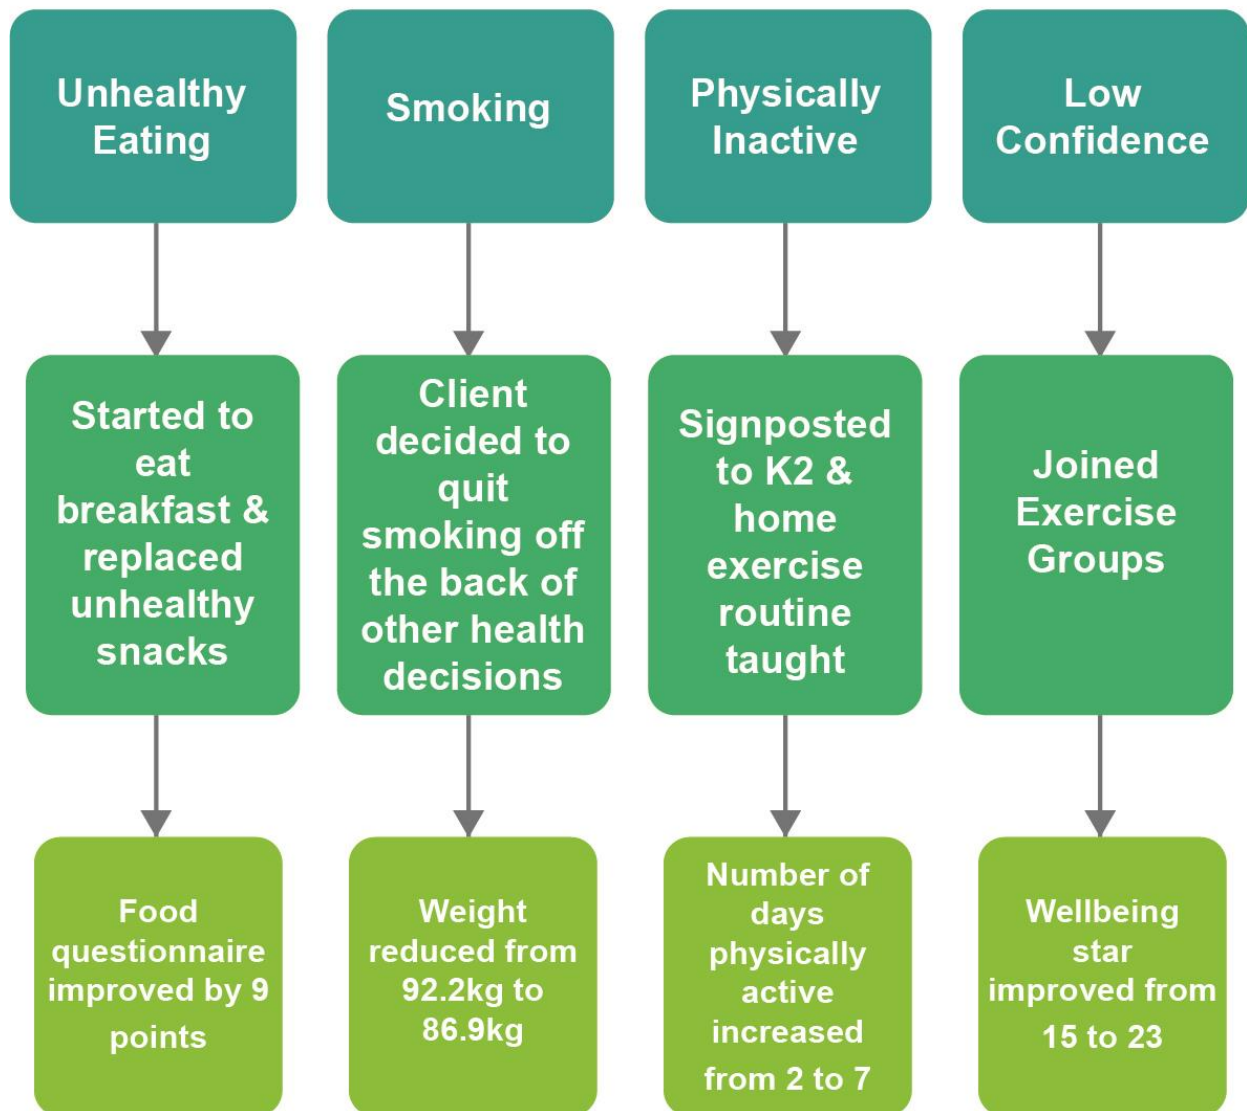 Unhealthy
Eating
Smoking
Physically
Inactive
Low
Confidence
Started to
eat
breakfast &
replaced
unhealthy
snacks
Client
decided to
quit
smoking off
the back of
other health
decisions
Signposted
to K2 &
home
exercise
routine
taught
Joined
Exercise
Groups
Food
questionnaire
improved by 9
points
Weight
reduced from
92.2kg to
86.9kg
Number of
days
physically
active
increased
from 2 to 7
Wellbeing
star
improved from
15 to 23